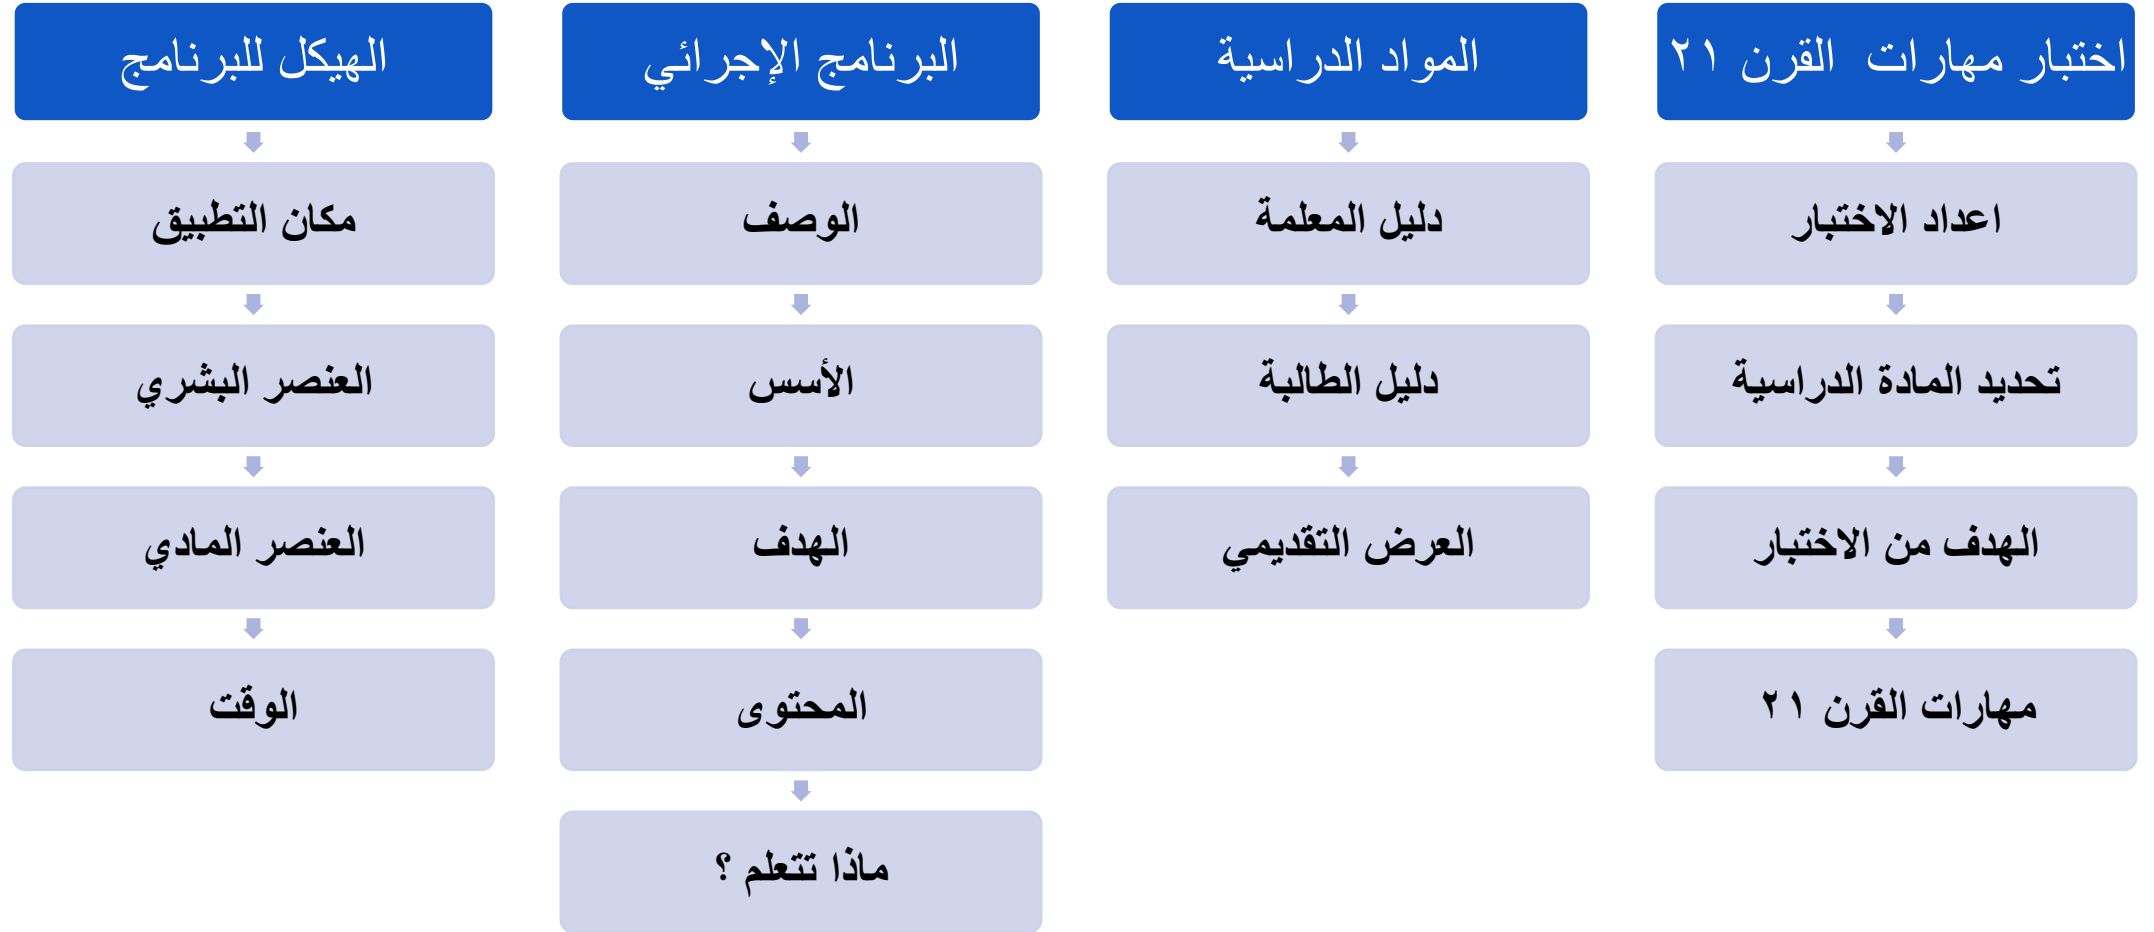 اختبار مهارات القرن ٢١
اعداد الاختبار
تحديد المادة الدراسية
الهدف من الاختبار
مهارات القرن ٢١
المواد الدراسية
دليل المعلمة
دليل الطالبة
العرض التقديمي
البرنامج الإجرائي
الوصف
الأسس
الهدف
المحتوى
ماذا تتعلم ؟
الهيكل للبرنامج
مكان التطبيق
العنصر البشري
العنصر المادي
الوقت